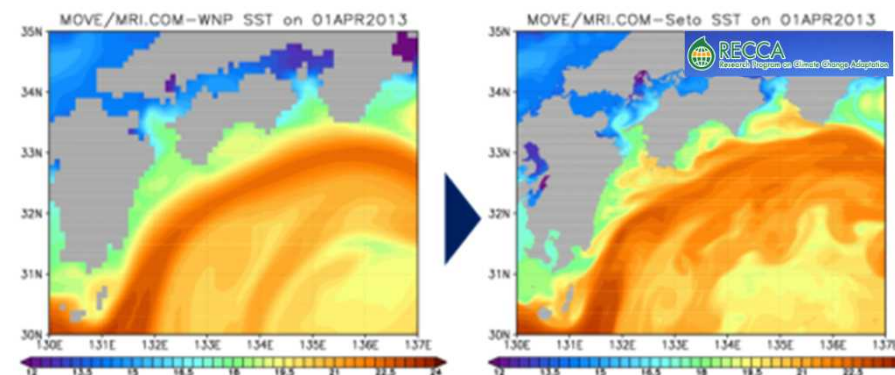 MOVE/MRI.COM-WNP SST on 01APR2013
35N
34N
33N
32N
31N
30N
130E 131E 132E 133E 134E 135E 136E 137E
12 13.5 15 16.5 18 19.5 21 22.5 24
MOVE/MRI.COM-Seto SST on 01APR2013
RECCA
Research Program on Climate Change Adaptation
35N
34N
33N
32N
31N
30N
130E 131E 132E 133E 134E 135E 136E 137E
12 13.5 15 16.5 18 19.5 21 22.5